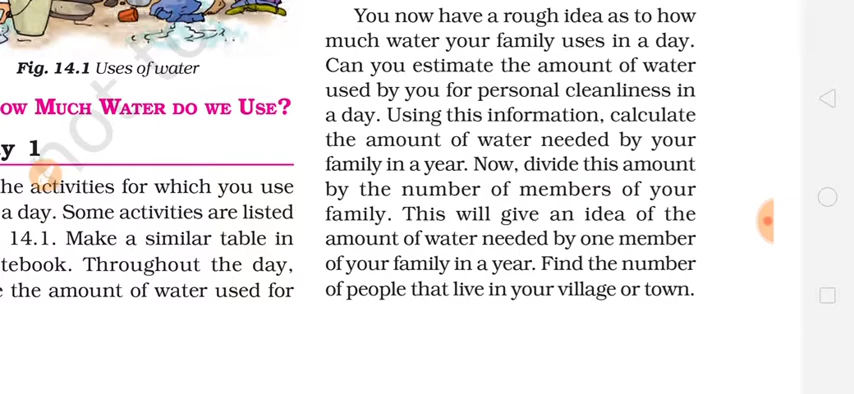 Fig. 14.1 Uses of water
OW MUCH WATER DO WE USE?
y 1
he activities for which you use
a day. Some activities are listed
14.1. Make a similar table in
tebook. Throughout the day,
the amount of water used for
You now have a rough idea as to how
much water your family uses in a day.
Can you estimate the amount of water
used by you for personal cleanliness in
a day. Using this information, calculate
the amount of water needed by your
family in a year. Now, divide this amount
by the number of members of your
family. This will give an idea of the
amount of water needed by one member
of your family in a year. Find the number
of people that live in your village or town.
not to